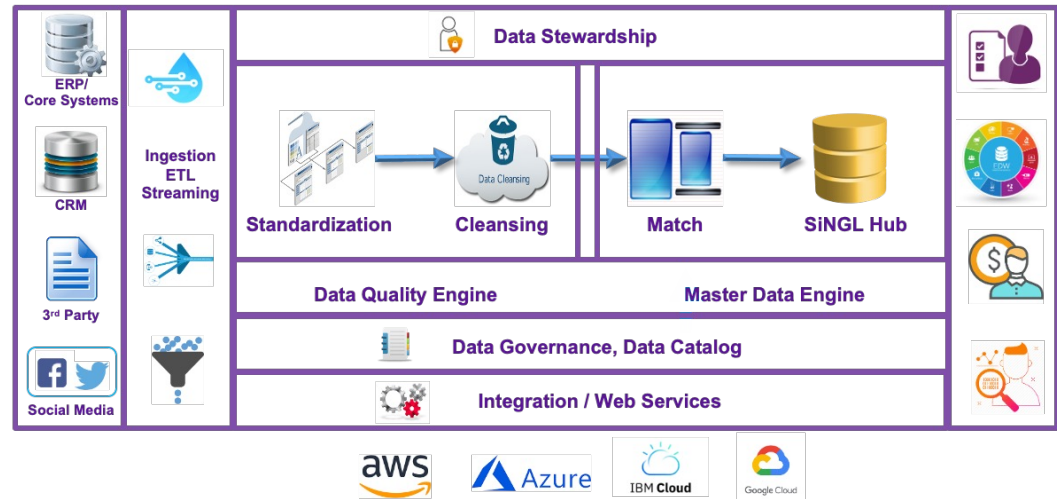 ERP/
Core Systems
CRM
3rd Party
Social Media
Ingestion
ETL
Streaming
Data Stewardship
Data Cleansing
Standardization
Cleansing
Match
SiNGL Hub
Data Quality Engine
Master Data Engine
Data Governance, Data Catalog
Integration / Web Services
EDW
aws
Azure
IBM Cloud
Google Cloud